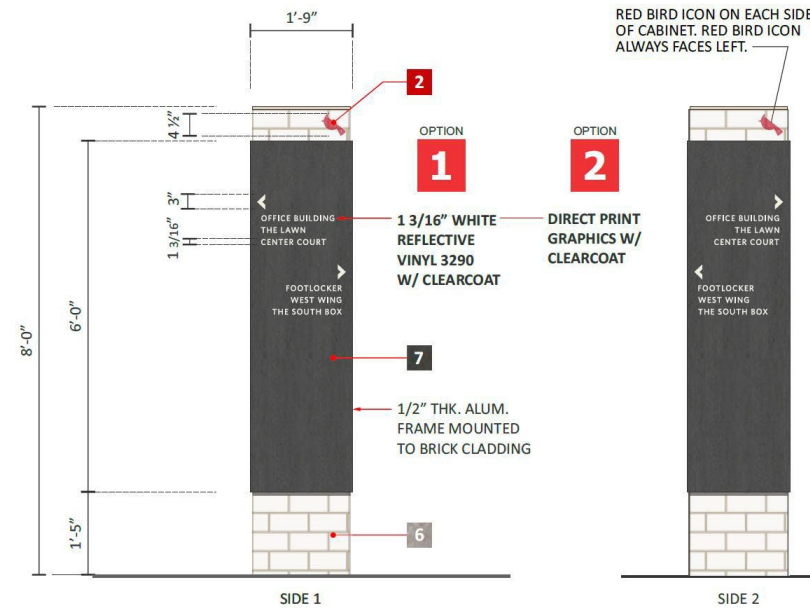 1'-9"
RED BIRD ICON ON EACH SIDE
OF CABINET. RED BIRD ICON
ALWAYS FACES LEFT.
2
4 ½"
OPTION
1
OPTION
2
3"
OFFICE BUILDING
THE LAWN
CENTER COURT
1 3/16" WHITE
REFLECTIVE
VINYL 3290
W/ CLEARCOAT
DIRECT PRINT
GRAPHICS W/
CLEARCOAT
OFFICE BUILDING
THE LAWN
CENTER COURT
1 3/16"
FOOTLOCKER
WEST WING
THE SOUTH BOX
FOOTLOCKER
WEST WING
THE SOUTH BOX
6'-0"
8'-0"
7
1/2" THK. ALUM.
FRAME MOUNTED
TO BRICK CLADDING
1'-5"
6
SIDE 1
SIDE 2